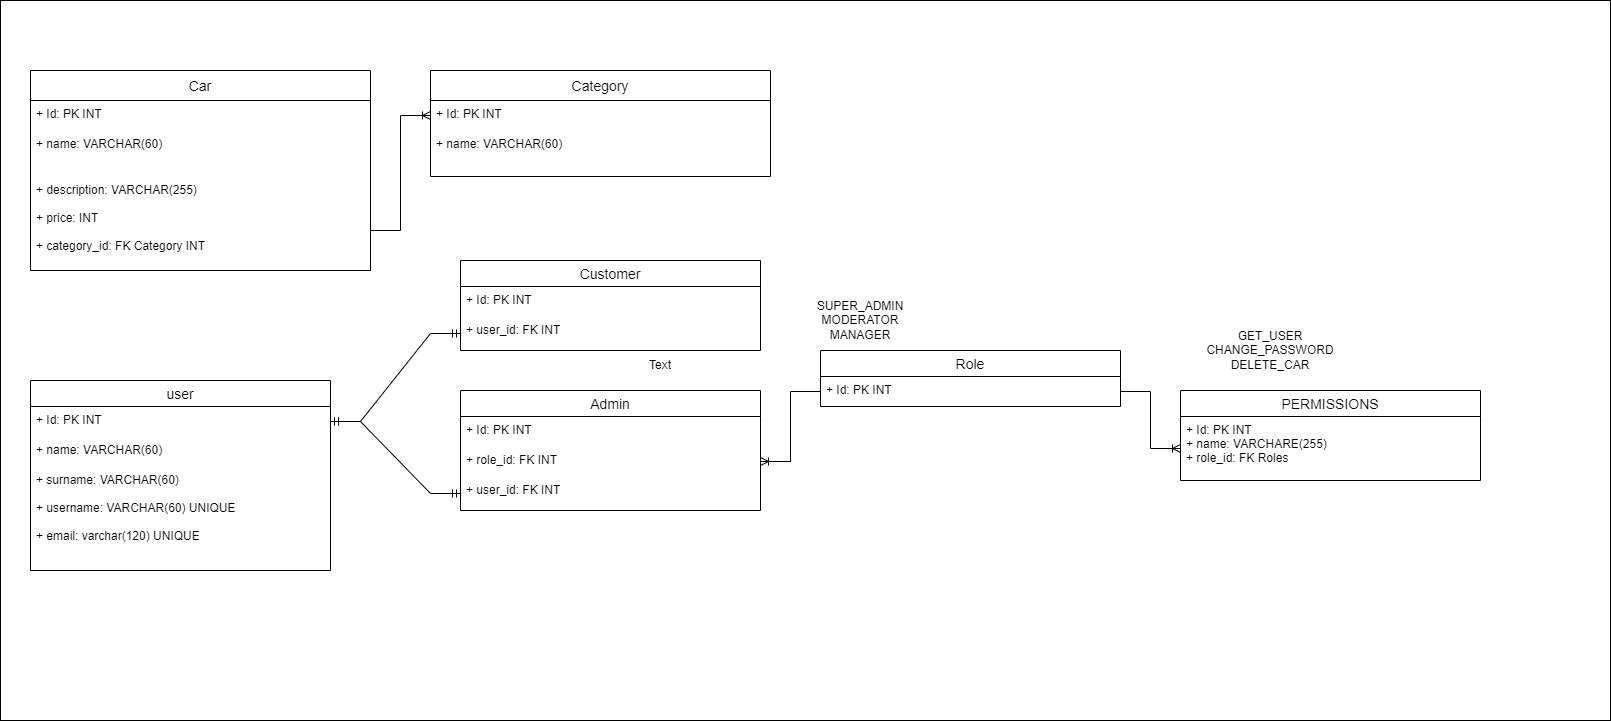 Car
+ Id: PK INT
+ name: VARCHAR(60)
+ description: VARCHAR(255)
+ price: INT
+ category_id: FK Category INT
Category
+ Id: PK INT
+ name: VARCHAR(60)
Customer
+ Id: PK INT
+ user_id: FK INT
Text
user
+ Id: PK INT
+ name: VARCHAR(60)
+ surname: VARCHAR(60)
+ username: VARCHAR(60) UNIQUE
+ email: varchar(120) UNIQUE
Admin
+ Id: PK INT
+ role_id: FK INT
+ user_id: FK INT
SUPER_ADMIN
MODERATOR
MANAGER
Role
+ Id: PK INT
GET_USER
CHANGE_PASSWORD
DELETE_CAR
PERMISSIONS
+ Id: PK INT
+ name: VARCHARE(255)
+ role_id: FK Roles